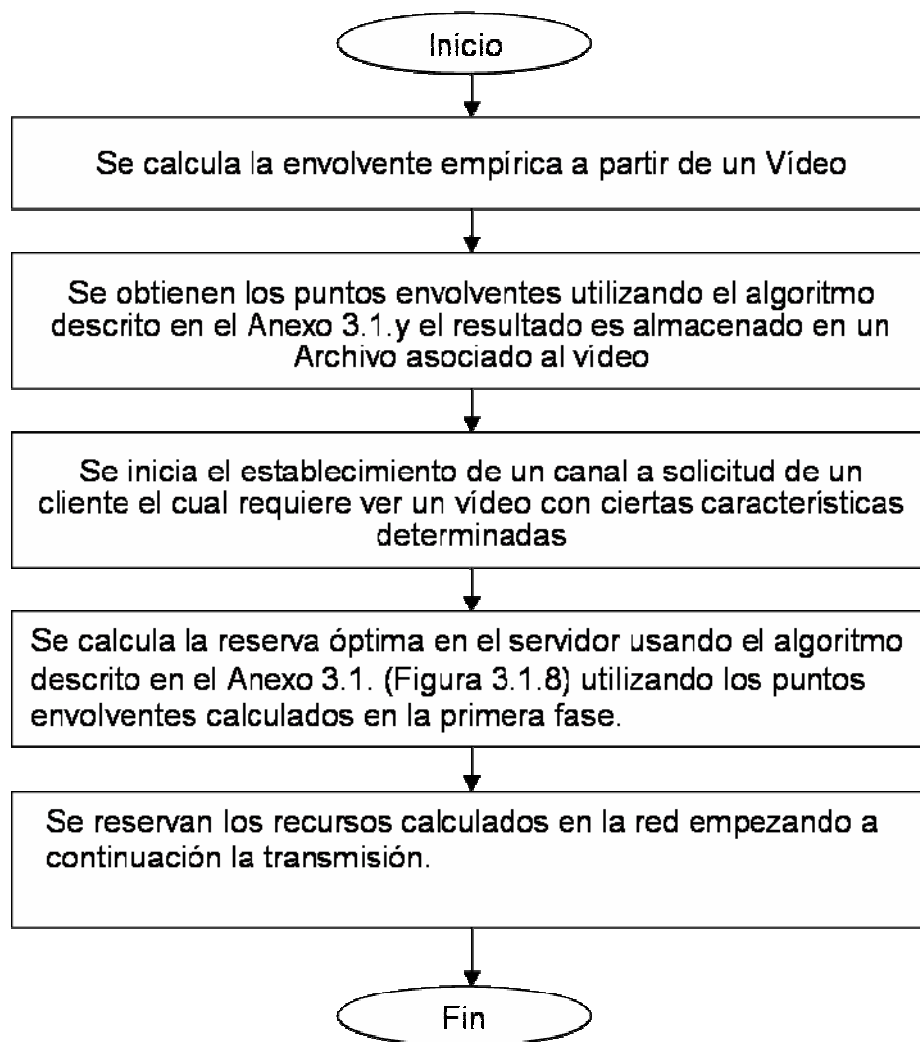 Inicio
Se calcula la envolvente empírica a partir de un Vídeo
Se obtienen los puntos envolventes utilizando el algoritmo
descrito en el Anexo 3.1.y el resultado es almacenado en un
Archivo asociado al vídeo
Se inicia el establecimiento de un canal a solicitud de un
cliente el cual requiere ver un vídeo con ciertas características
determinadas
Se calcula la reserva óptima en el servidor usando el algoritmo
descrito en el Anexo 3.1. (Figura 3.1.8) utilizando los puntos
envolventes calculados en la primera fase.
Se reservan los recursos calculados en la red empezando a
continuación la transmisión.
Fin